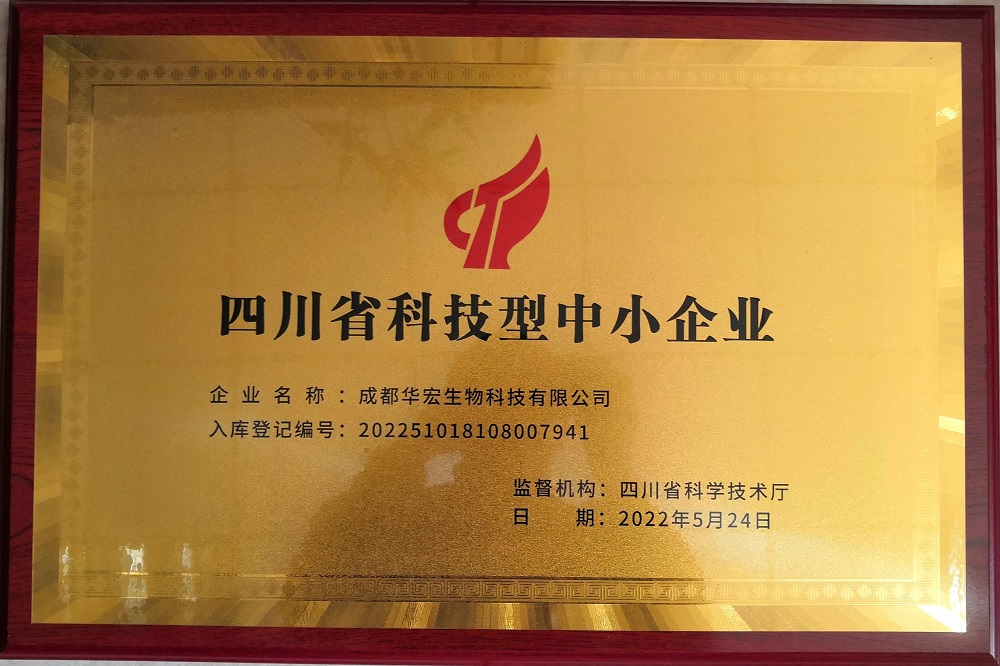 四川省科技型中小企业
企业名称：成都华宏生物科技有限公司
入库登记编号：202251018108007941
监督机构：四川省科学技术厅
日期：2022年5月24日